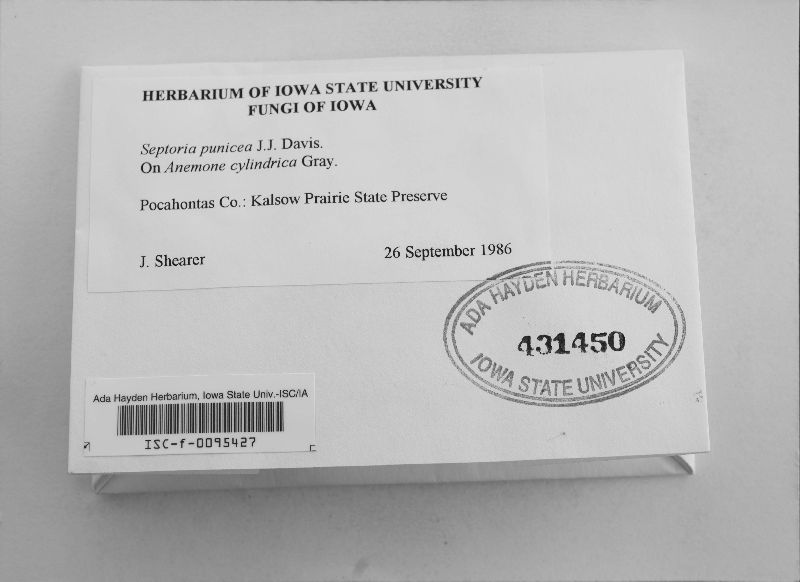 HERBARIUM OF IOWA STATE UNIVERSITY
FUNGI OF IOWA
Septoria punicea J.J. Davis.
On Anemone cylindrica Gray.
Pocahontas Co.: Kalsow Prairie State Preserve
J. Shearer 26 September 1986
ADA HAYDEN HERBARIUM
431450
IOWA STATE UNIVERSITY
Ada Hayden Herbarium, Iowa State Univ.-ISC/IA
ISC-f-0095427